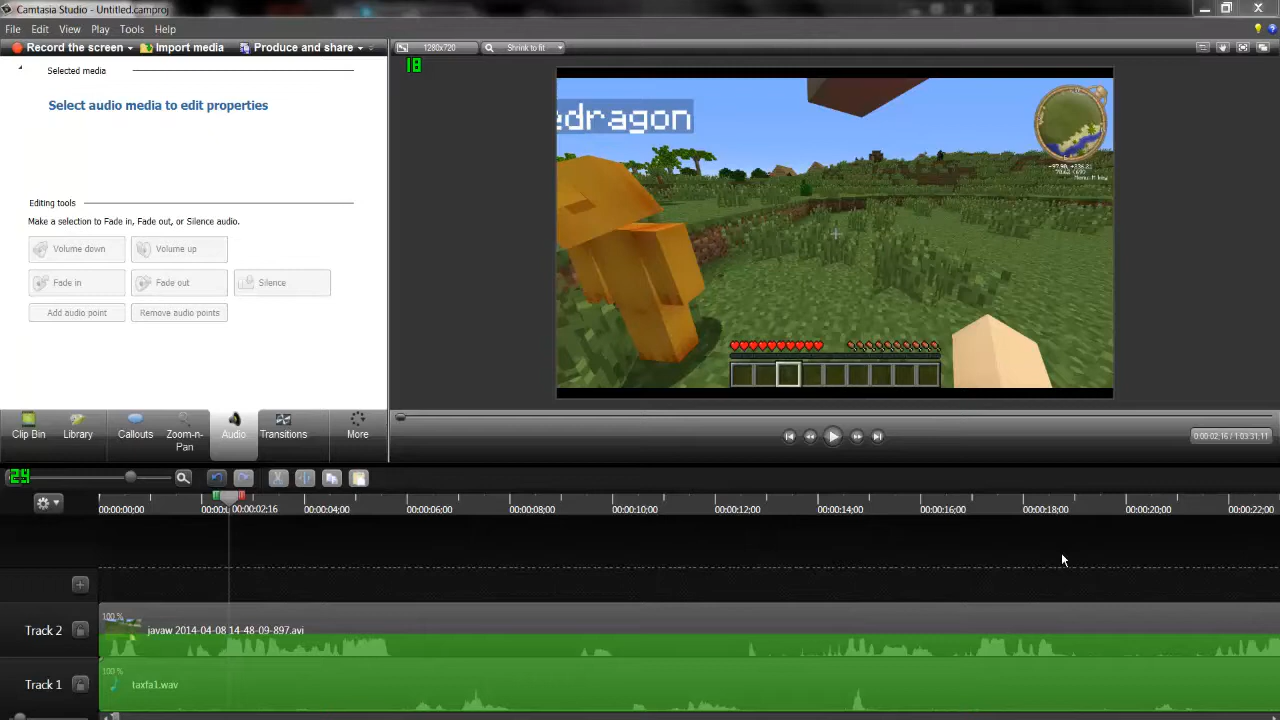 Camtasia Studio - Untitled.camproj
File Edit View Play Tools Help
Record the screen Import media Produce and share
1280x720 Shrink to fit
Selected media
18
Select audio media to edit properties
edragon
Menu: M key
Editing tools
Make a selection to Fade in, Fade out, or Silence audio.
Volume down Volume up
Fade in Fade out Silence
Add audio point Remove audio points
Clip Bin Library Callouts Zoom-n-Pan Audio Transitions More
0:00:02;16 / 1:03:31;11
24
00:00:00;00 00:00:02;16 00:00:04;00 00:00:06;00 00:00:08;00 00:00:10;00 00:00:12;00 00:00:14;00 00:00:16;00 00:00:18;00 00:00:20;00 00:00:22;00
100 %
Track 2 javaw 2014-04-08 14-48-09-897.avi
100 %
Track 1 taxfa1.wav